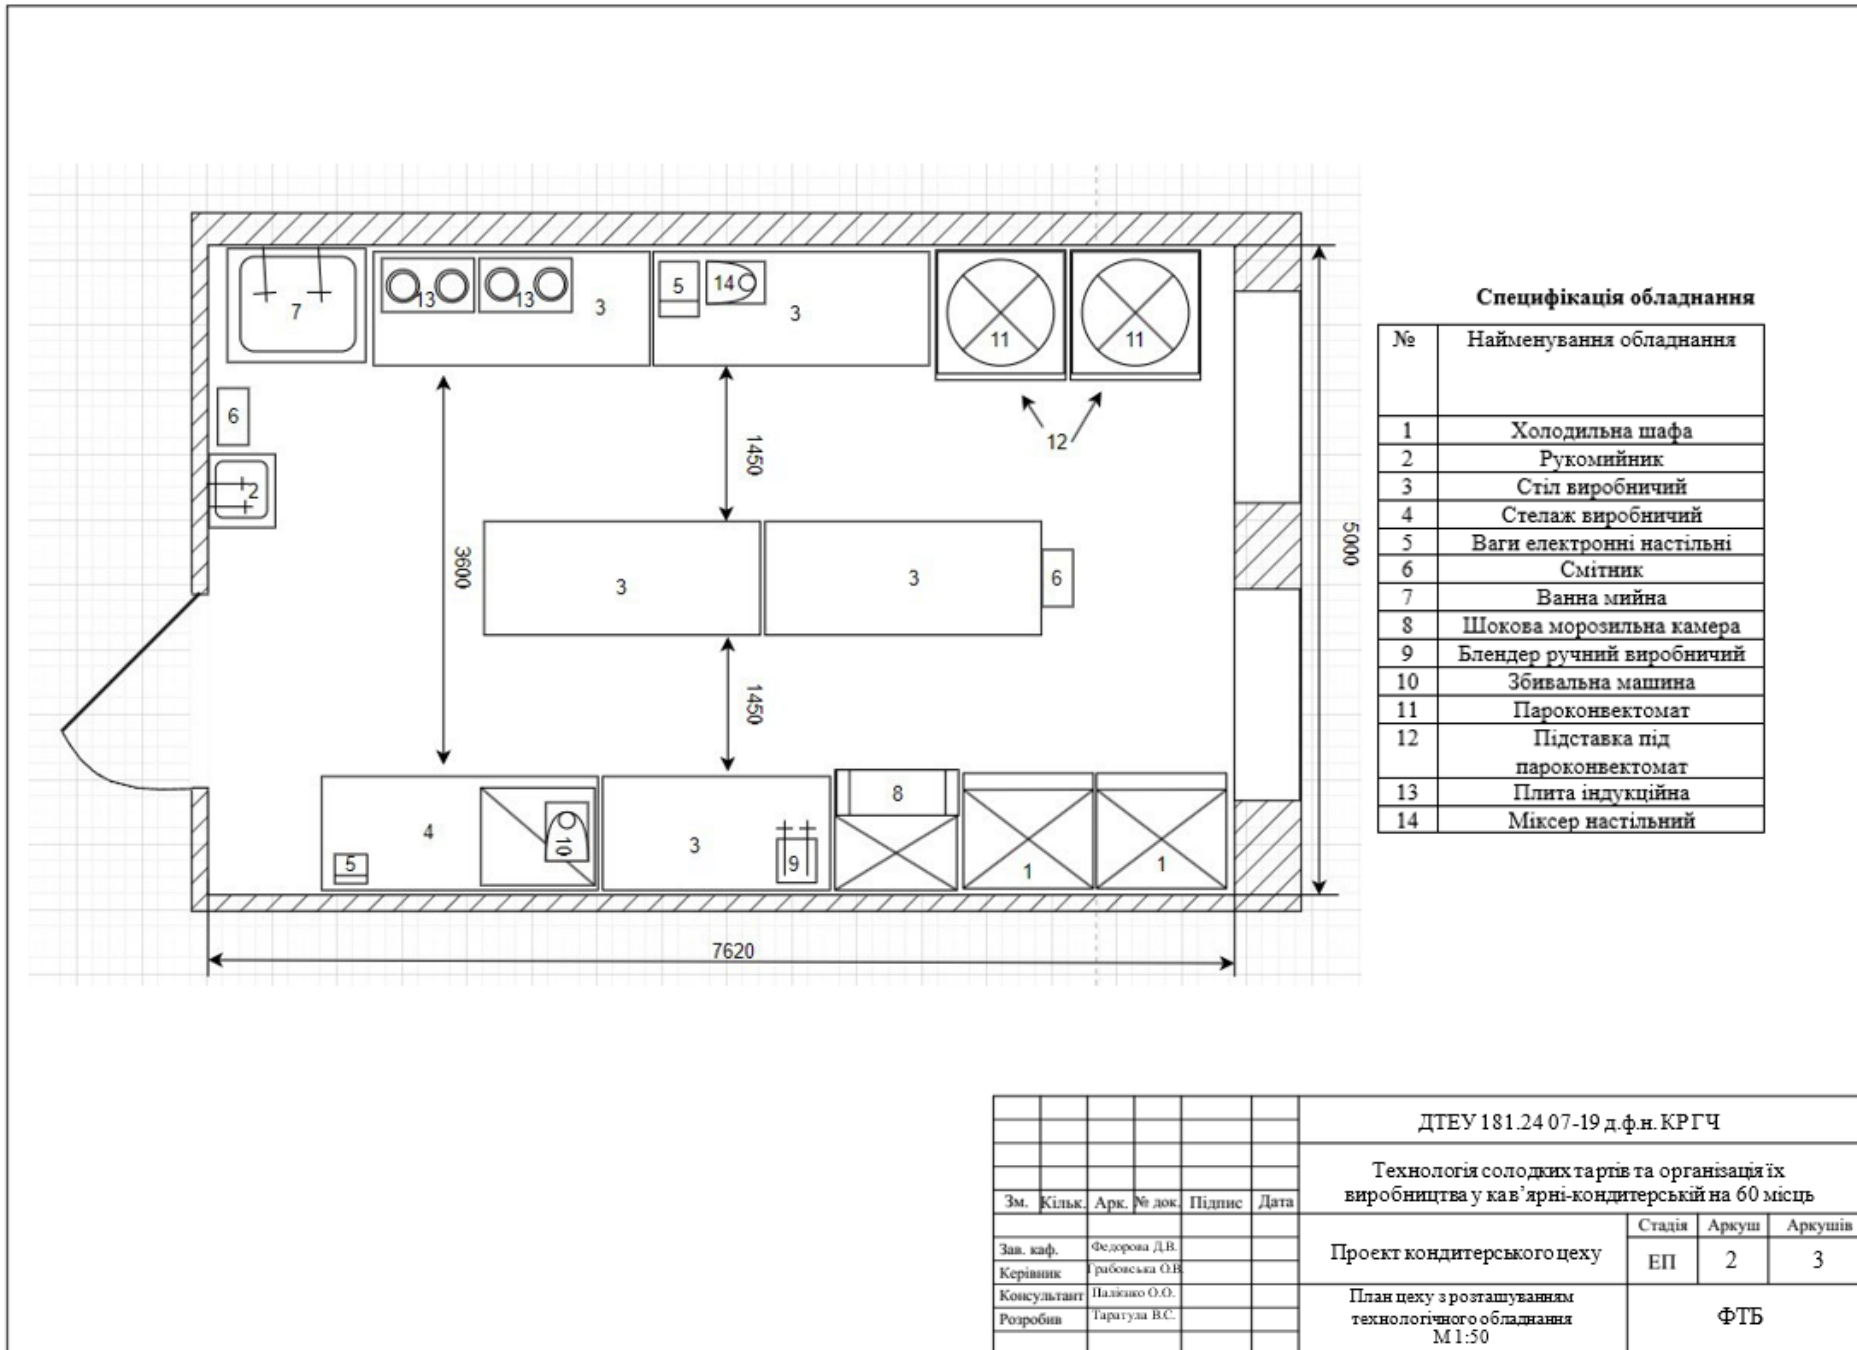 7
13
13
3
5
14
3
11
11
6
12
2
1450
3600
5000
3
3
6
1450
4
10
5
3
9
8
1
1
7620
Специфікація обладнання
№ Найменування обладнання
1 Холодильна шафа
2 Рукомийник
3 Стіл виробничий
4 Стелаж виробничий
5 Ваги електронні настільні
6 Смітник
7 Ванна мийна
8 Шокова морозильна камера
9 Блендер ручний виробничий
10 Збивальна машина
11 Пароконвектомат
12 Підставка під
пароконвектомат
13 Плита індукційна
14 Міксер настільний
ДТЕУ 181.24 07-19 д.ф.н. КР ГЧ
Технологія солодких тартів та організація їх
виробництва у кав’ярні-кондитерській на 60 місць
Зм. Кільк. Арк. № док. Підпис Дата
Зав. каф. Федорова Д.В.
Керівник Грабовська О.В
Консультант Палієнко О.О.
Розробив Таратула В.С.
Проєкт кондитерського цеху
Стадія Аркуш Аркушів
ЕП 2 3
План цеху з розташуванням
технологічного обладнання
М 1:50
ФТБ